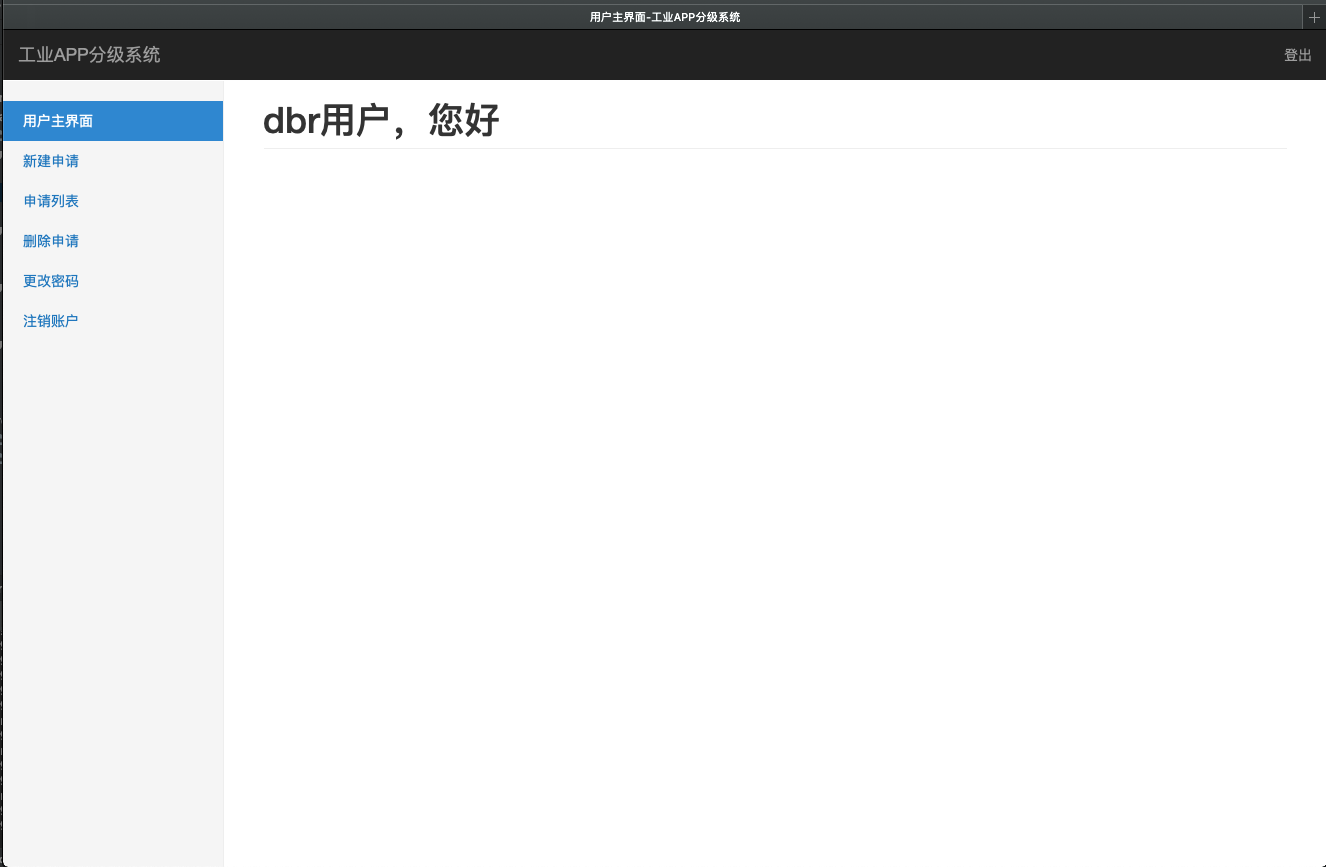 用户主界面-工业APP分级系统
工业APP分级系统
登出
用户主界面
新建申请
申请列表
删除申请
更改密码
注销账户
dbr用户，您好